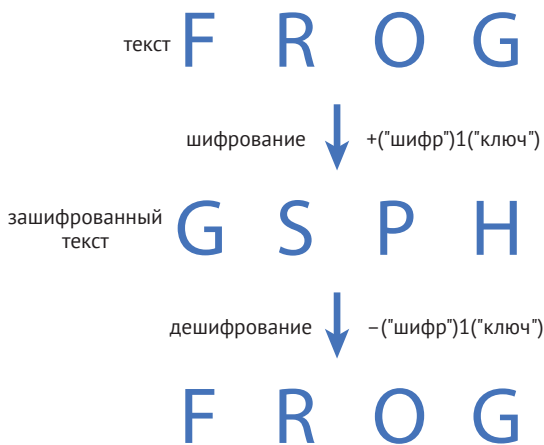 текст F R O G
шифрование +("шифр")1("ключ")
зашифрованный
текст G S P H
дешифрование –("шифр")1("ключ")
F R O G